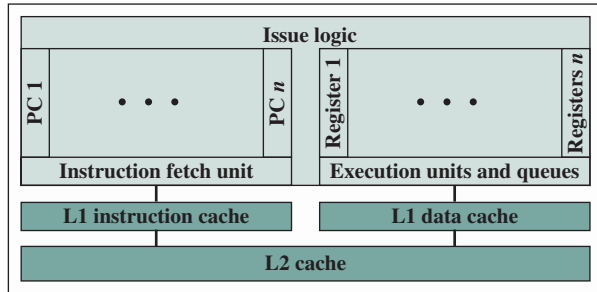 Issue logic
PC 1
• • •
PC n
Register 1
• • •
Registers n
Instruction fetch unit
Execution units and queues
L1 instruction cache
L1 data cache
L2 cache